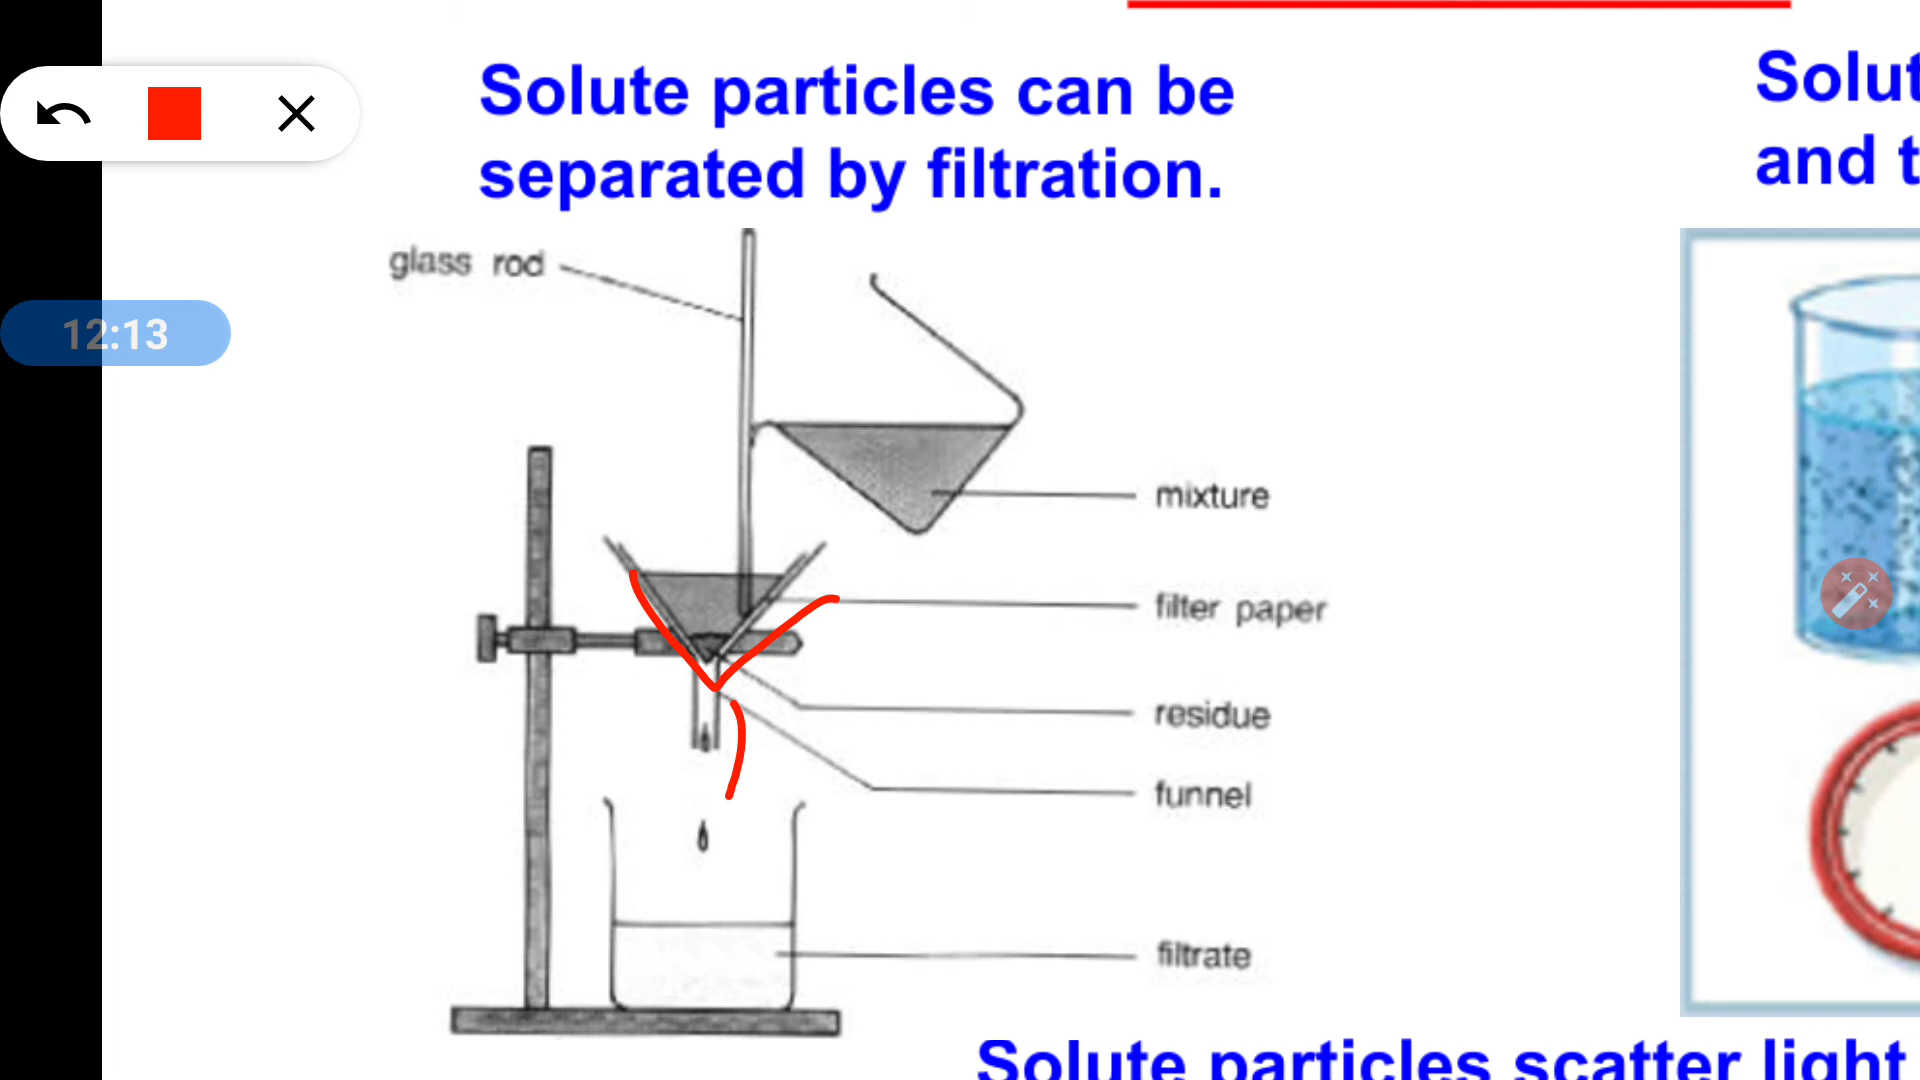 Solute particles can be
separated by filtration.
Solut
and t
glass rod
12:13
mixture
filter paper
residue
funnel
filtrate
Solute particles scatter light